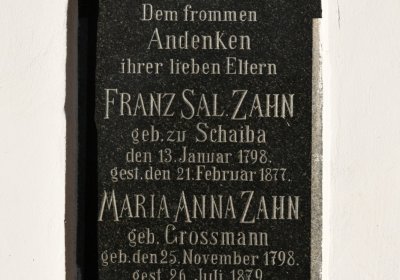 Dem frommen
Andenken
ihrer lieben Eltern
FRANZ SAL. ZAHN
geb. zu Schaiba
den 13. Januar 1798.
gest. den 21. Februar 1877.
MARIA ANNA ZAHN
geb. Grossmann
geb. den 25. November 1798.
gest. 26. Juli 1879.